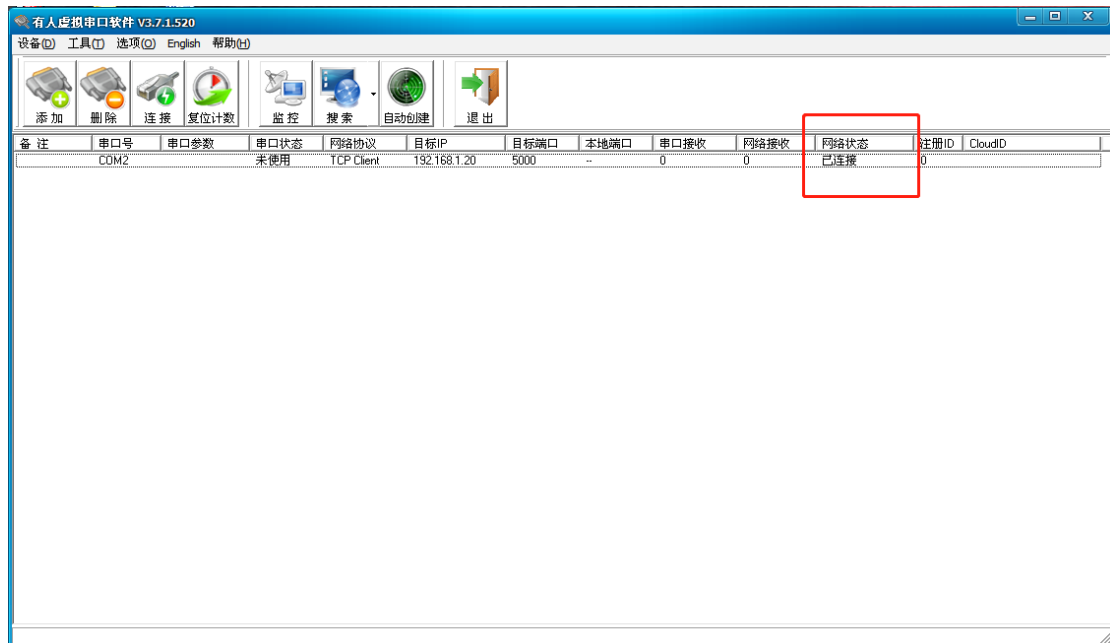 有人虚拟串口软件 V3.7.1.520
设备(D) 工具(T) 选项(O) English 帮助(H)
添加 删除 连接 复位计数 监控 搜索 自动创建 退出
备 注 串口号 串口参数 串口状态 网络协议 目标IP 目标端口 本地端口 串口接收 网络接收 网络状态 注册ID CloudID
COM2 未使用 TCP Client 192.168.1.20 5000 -- 0 0 已连接 0